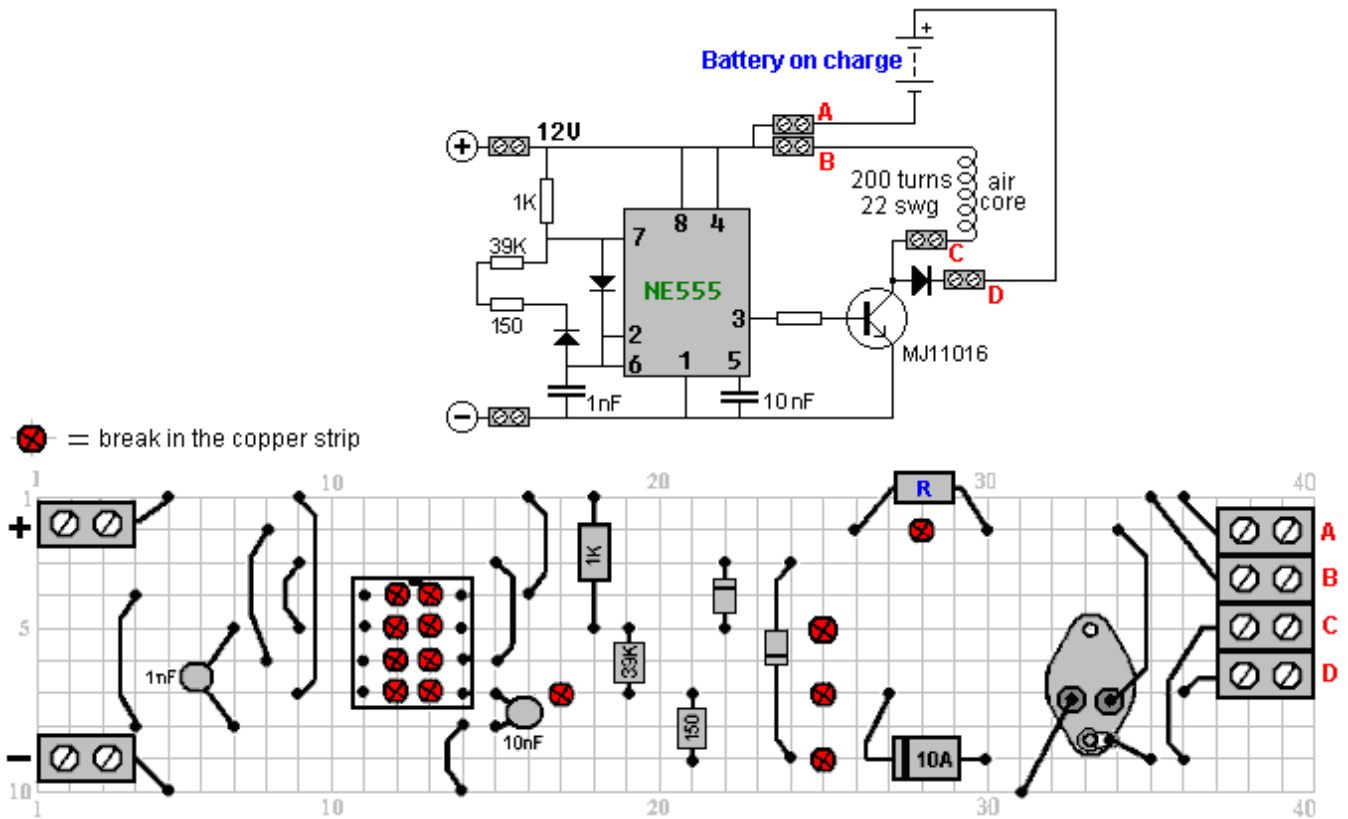 +
Battery on charge
A
+ 12V
B
200 turns air
22 swg core
1K
8 4
7
39K
C
NE555
D
150
3
2
MJ11016
6 1 5
1nF
10nF
−
= break in the copper strip
1 10 20 30 40
1
R
+
A
1K
B
5
C
39K
1nF
D
150
10nF
−
10A
10
1 10 20 30 40